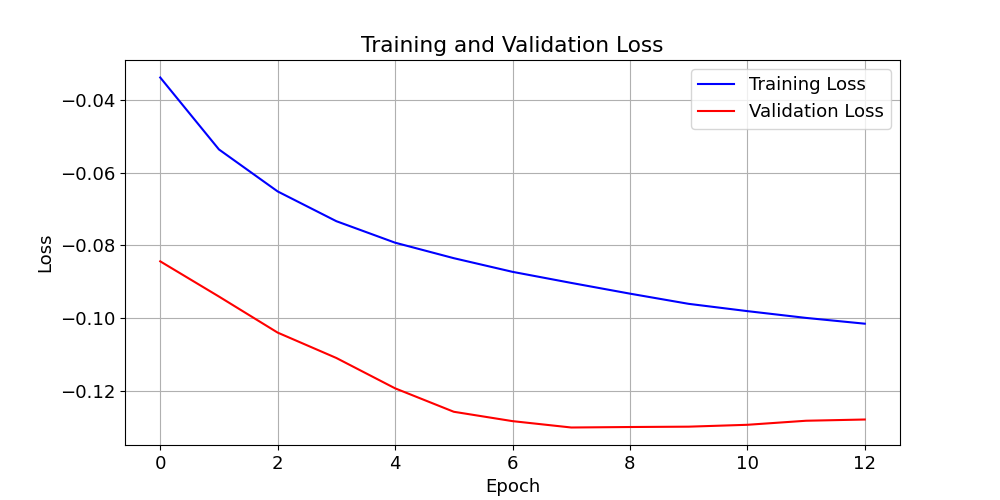 Training and Validation Loss
Training Loss
Validation Loss
−0.04
−0.06
−0.08
−0.10
−0.12
Loss
0 2 4 6 8 10 12
Epoch